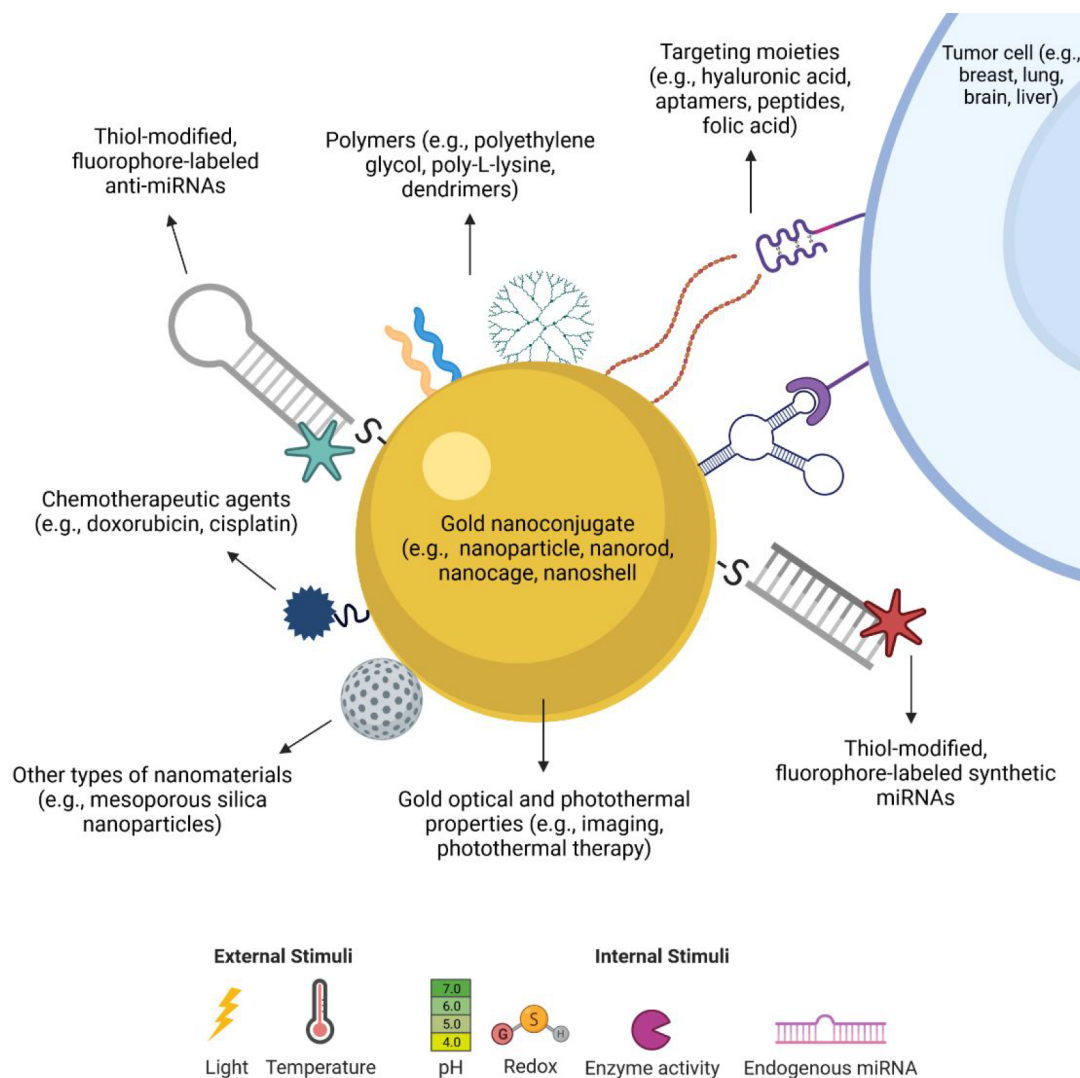 Targeting moieties
(e.g., hyaluronic acid,
aptamers, peptides,
folic acid)
Tumor cell (e.g.,
breast, lung,
brain, liver)
Thiol-modified,
fluorophore-labeled
anti-miRNAs
Polymers (e.g., polyethylene
glycol, poly-L-lysine,
dendrimers)
S
Chemotherapeutic agents
(e.g., doxorubicin, cisplatin)
Gold nanoconjugate
(e.g., nanoparticle, nanorod,
nanocage, nanoshell
S
Other types of nanomaterials
(e.g., mesoporous silica
nanoparticles)
Gold optical and photothermal
properties (e.g., imaging,
photothermal therapy)
Thiol-modified,
fluorophore-labeled synthetic
miRNAs
External Stimuli
Light
Temperature
Internal Stimuli
7.0
6.0
5.0
4.0
pH
G S H
Redox
Enzyme activity
Endogenous miRNA